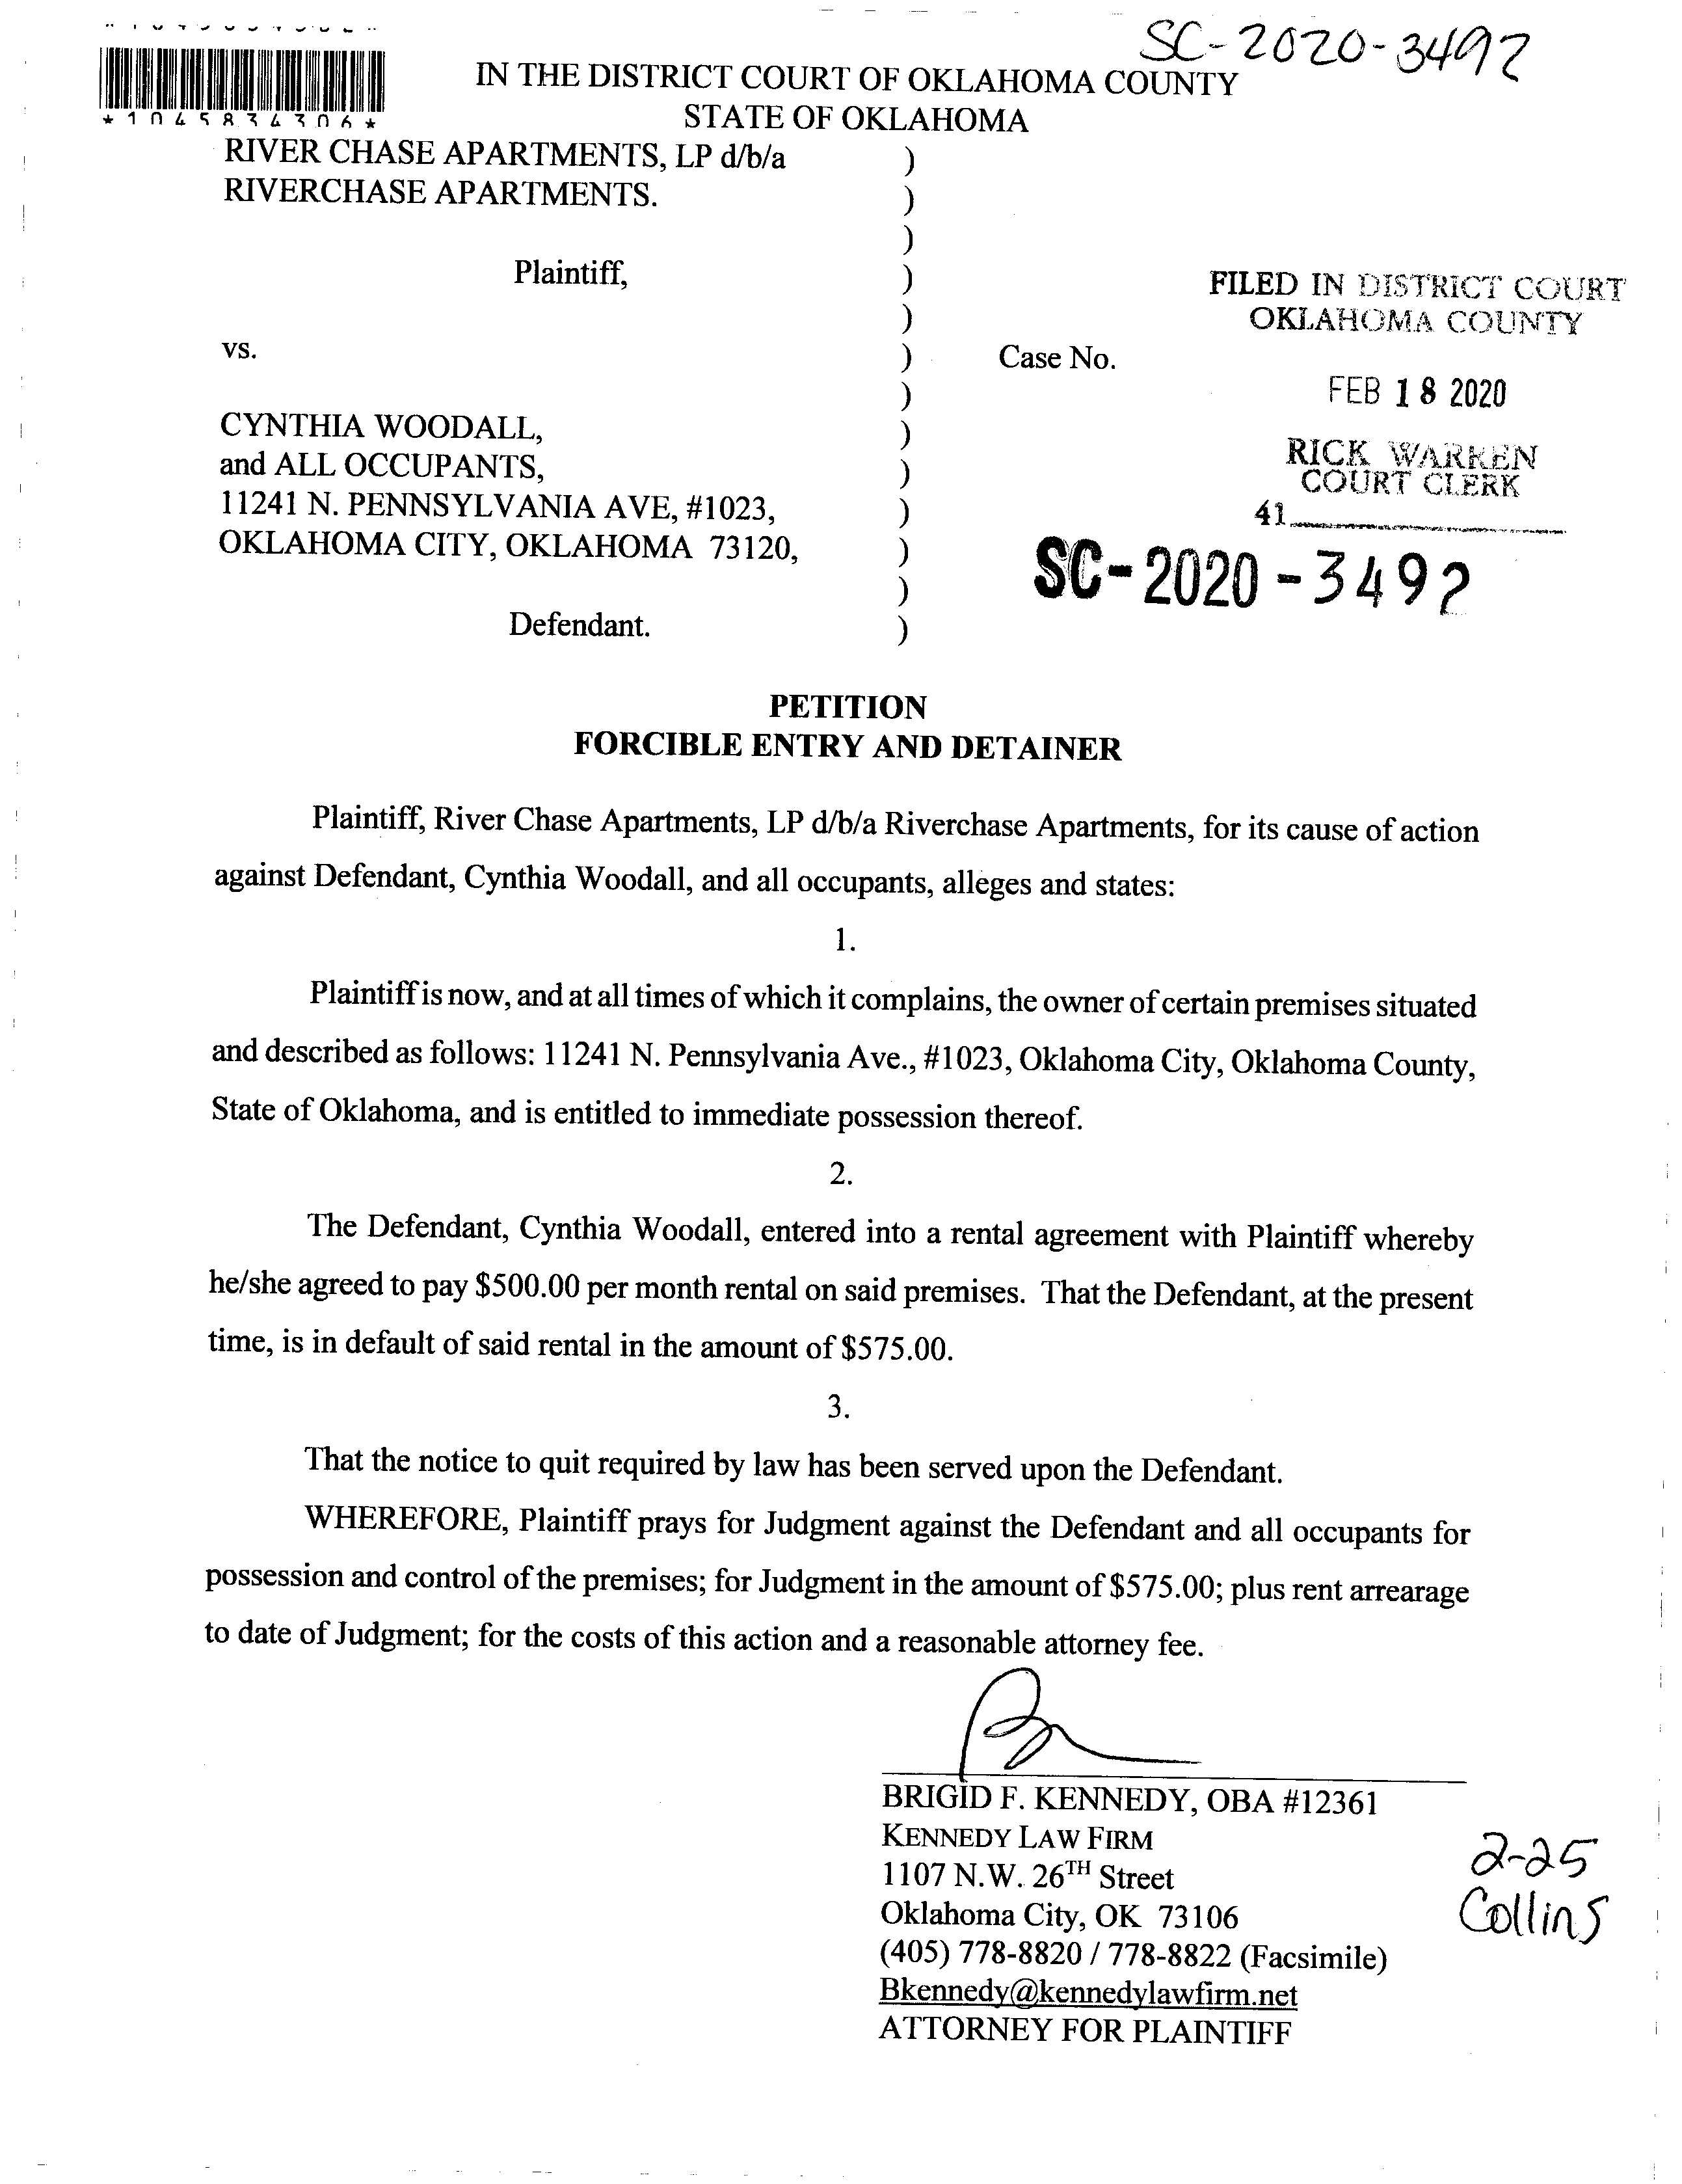 SC-2020-3492
IN THE DISTRICT COURT OF OKLAHOMA COUNTY
STATE OF OKLAHOMA
*1045834306*
RIVER CHASE APARTMENTS, LP d/b/a )
RIVERCHASE APARTMENTS. )
)
Plaintiff, )
)
vs. ) Case No.
)
CYNTHIA WOODALL, )
and ALL OCCUPANTS, )
11241 N. PENNSYLVANIA AVE, #1023, )
OKLAHOMA CITY, OKLAHOMA 73120, )
)
Defendant. )
FILED IN DISTRICT COURT
OKLAHOMA COUNTY
FEB 18 2020
RICK WARREN
COURT CLERK
41
SC-2020-3492
PETITION
FORCIBLE ENTRY AND DETAINER
Plaintiff, River Chase Apartments, LP d/b/a Riverchase Apartments, for its cause of action
against Defendant, Cynthia Woodall, and all occupants, alleges and states:
1.
Plaintiff is now, and at all times of which it complains, the owner of certain premises situated
and described as follows: 11241 N. Pennsylvania Ave., #1023, Oklahoma City, Oklahoma County,
State of Oklahoma, and is entitled to immediate possession thereof.
2.
The Defendant, Cynthia Woodall, entered into a rental agreement with Plaintiff whereby
he/she agreed to pay $500.00 per month rental on said premises. That the Defendant, at the present
time, is in default of said rental in the amount of $575.00.
3.
That the notice to quit required by law has been served upon the Defendant.
WHEREFORE, Plaintiff prays for Judgment against the Defendant and all occupants for
possession and control of the premises; for Judgment in the amount of $575.00; plus rent arrearage
to date of Judgment; for the costs of this action and a reasonable attorney fee.
BRIGID F. KENNEDY, OBA #12361
KENNEDY LAW FIRM
1107 N.W. 26TH Street
Oklahoma City, OK 73106
(405) 778-8820 / 778-8822 (Facsimile)
Bkennedy@kennedylawfirm.net
ATTORNEY FOR PLAINTIFF
2-25
Collins